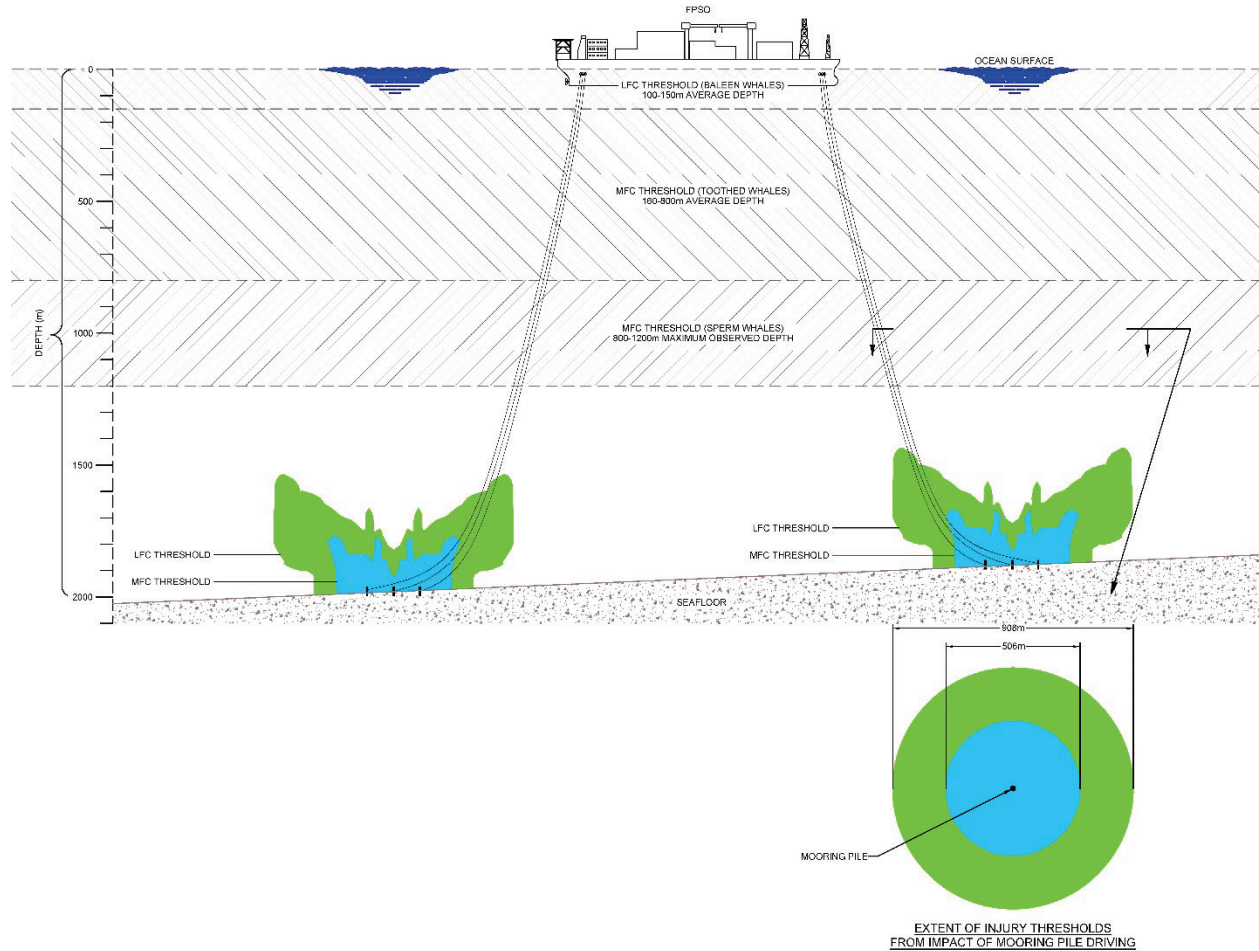 FPSO
OCEAN SURFACE
0
LFC THRESHOLD (BALEEN WHALES)
100-150m AVERAGE DEPTH
MFC THRESHOLD (TOOTHED WHALES)
160-800m AVERAGE DEPTH
500
DEPTH (m)
1000
MFC THRESHOLD (SPERM WHALES)
800-1200m MAXIMUM OBSERVED DEPTH
1500
LFC THRESHOLD
MFC THRESHOLD
LFC THRESHOLD
MFC THRESHOLD
2000
SEAFLOOR
908m
506m
MOORING PILE
EXTENT OF INJURY THRESHOLDS
FROM IMPACT OF MOORING PILE DRIVING